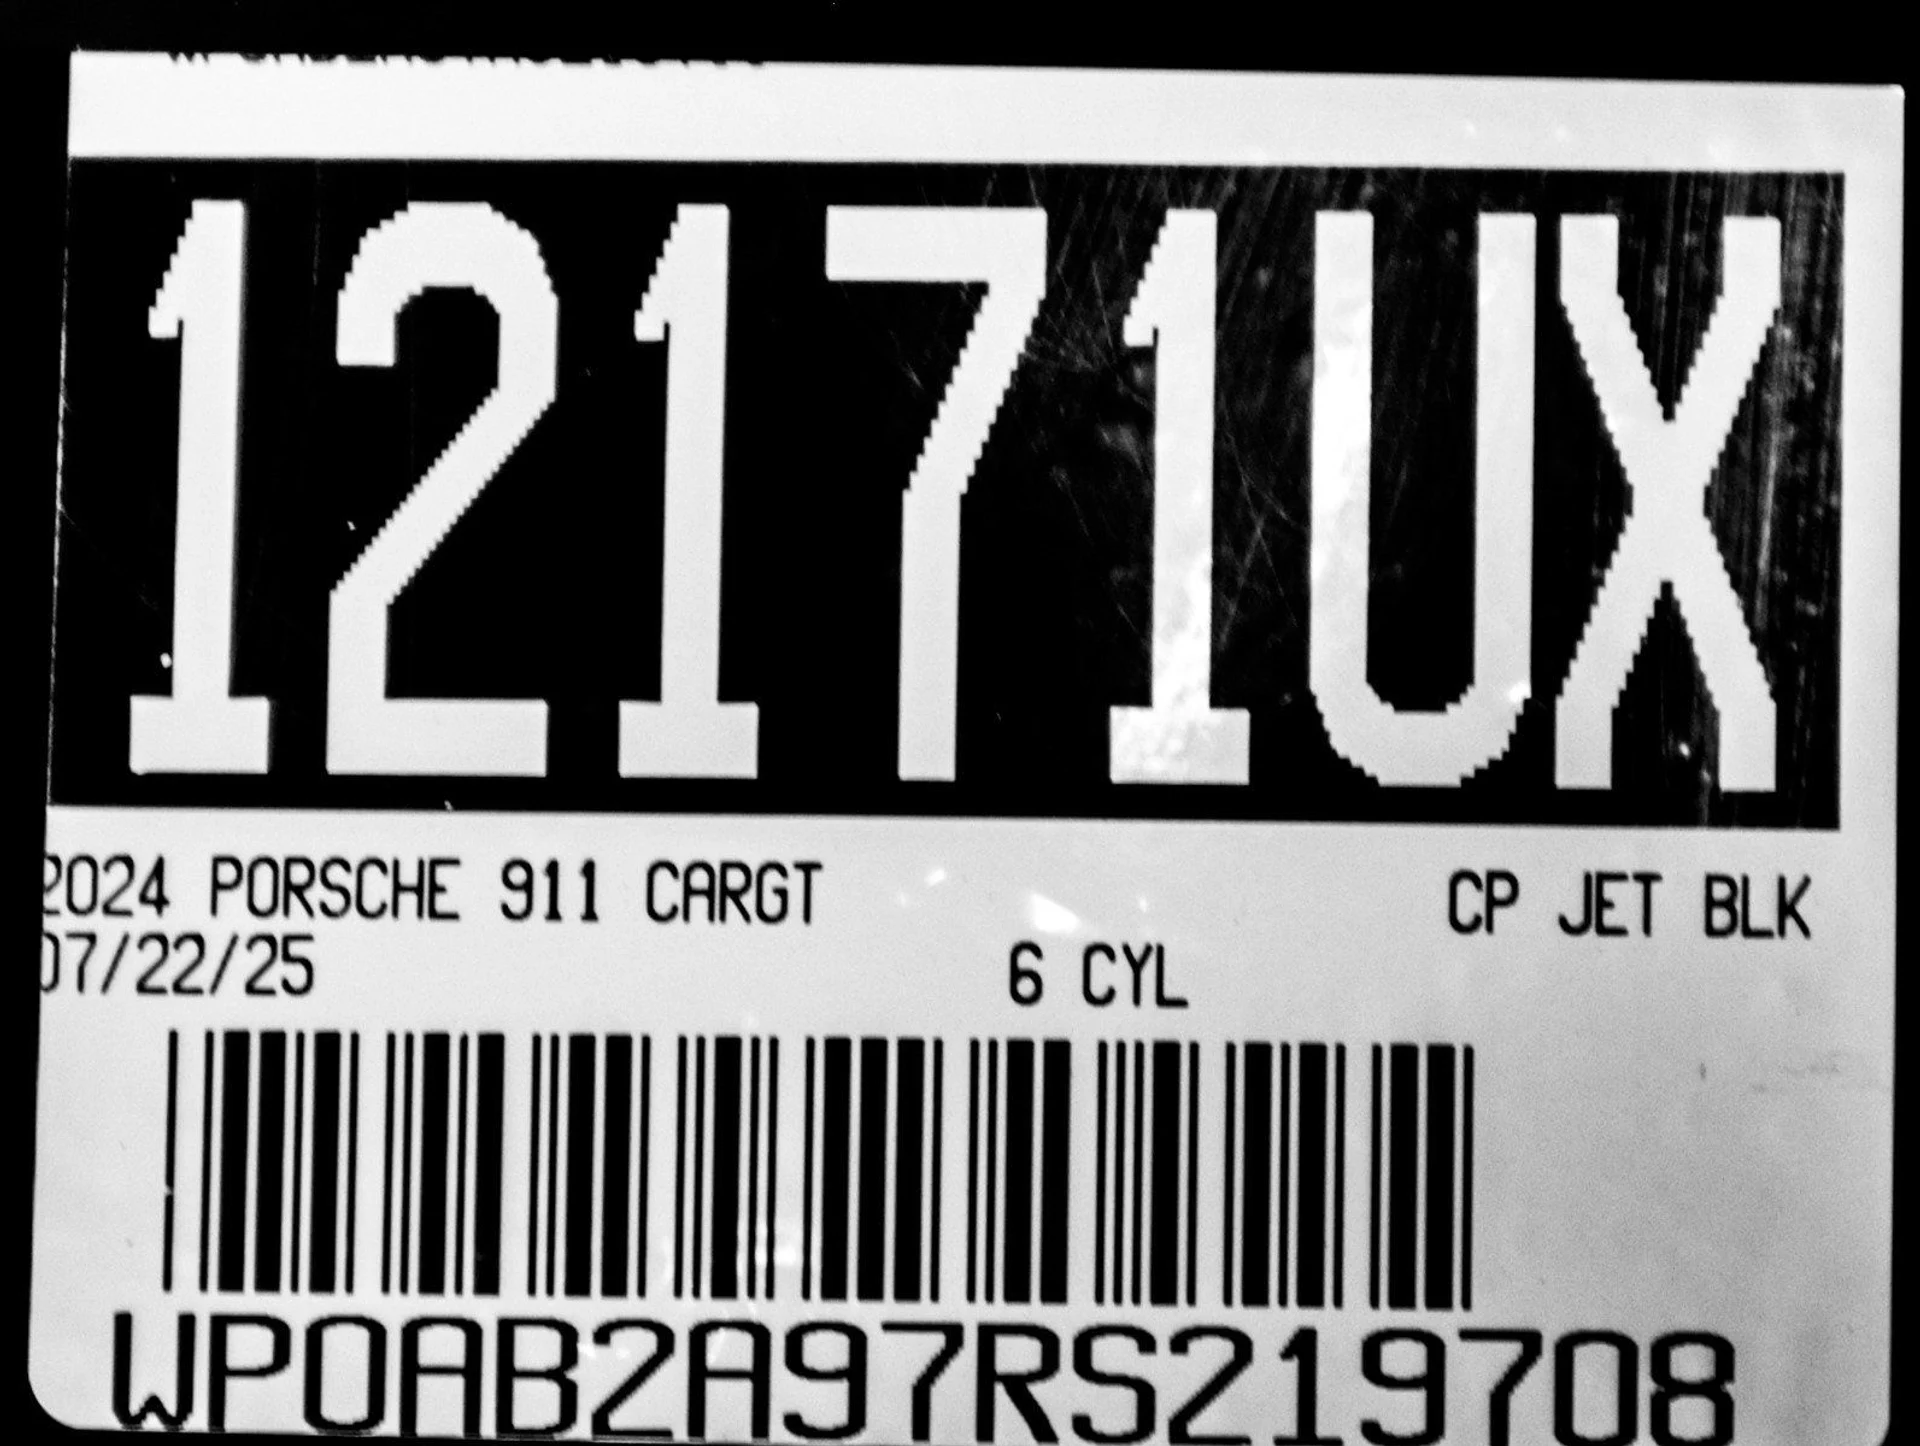 12171UX
2024 PORSCHE 911 CARGT CP JET BLK
07/22/25 6 CYL
WP0AB2A97RS219708